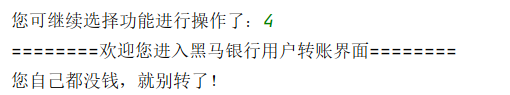 您可继续选择功能进行操作了：4
========欢迎您进入黑马银行用户转账界面========
您自己都没钱，就别转了!